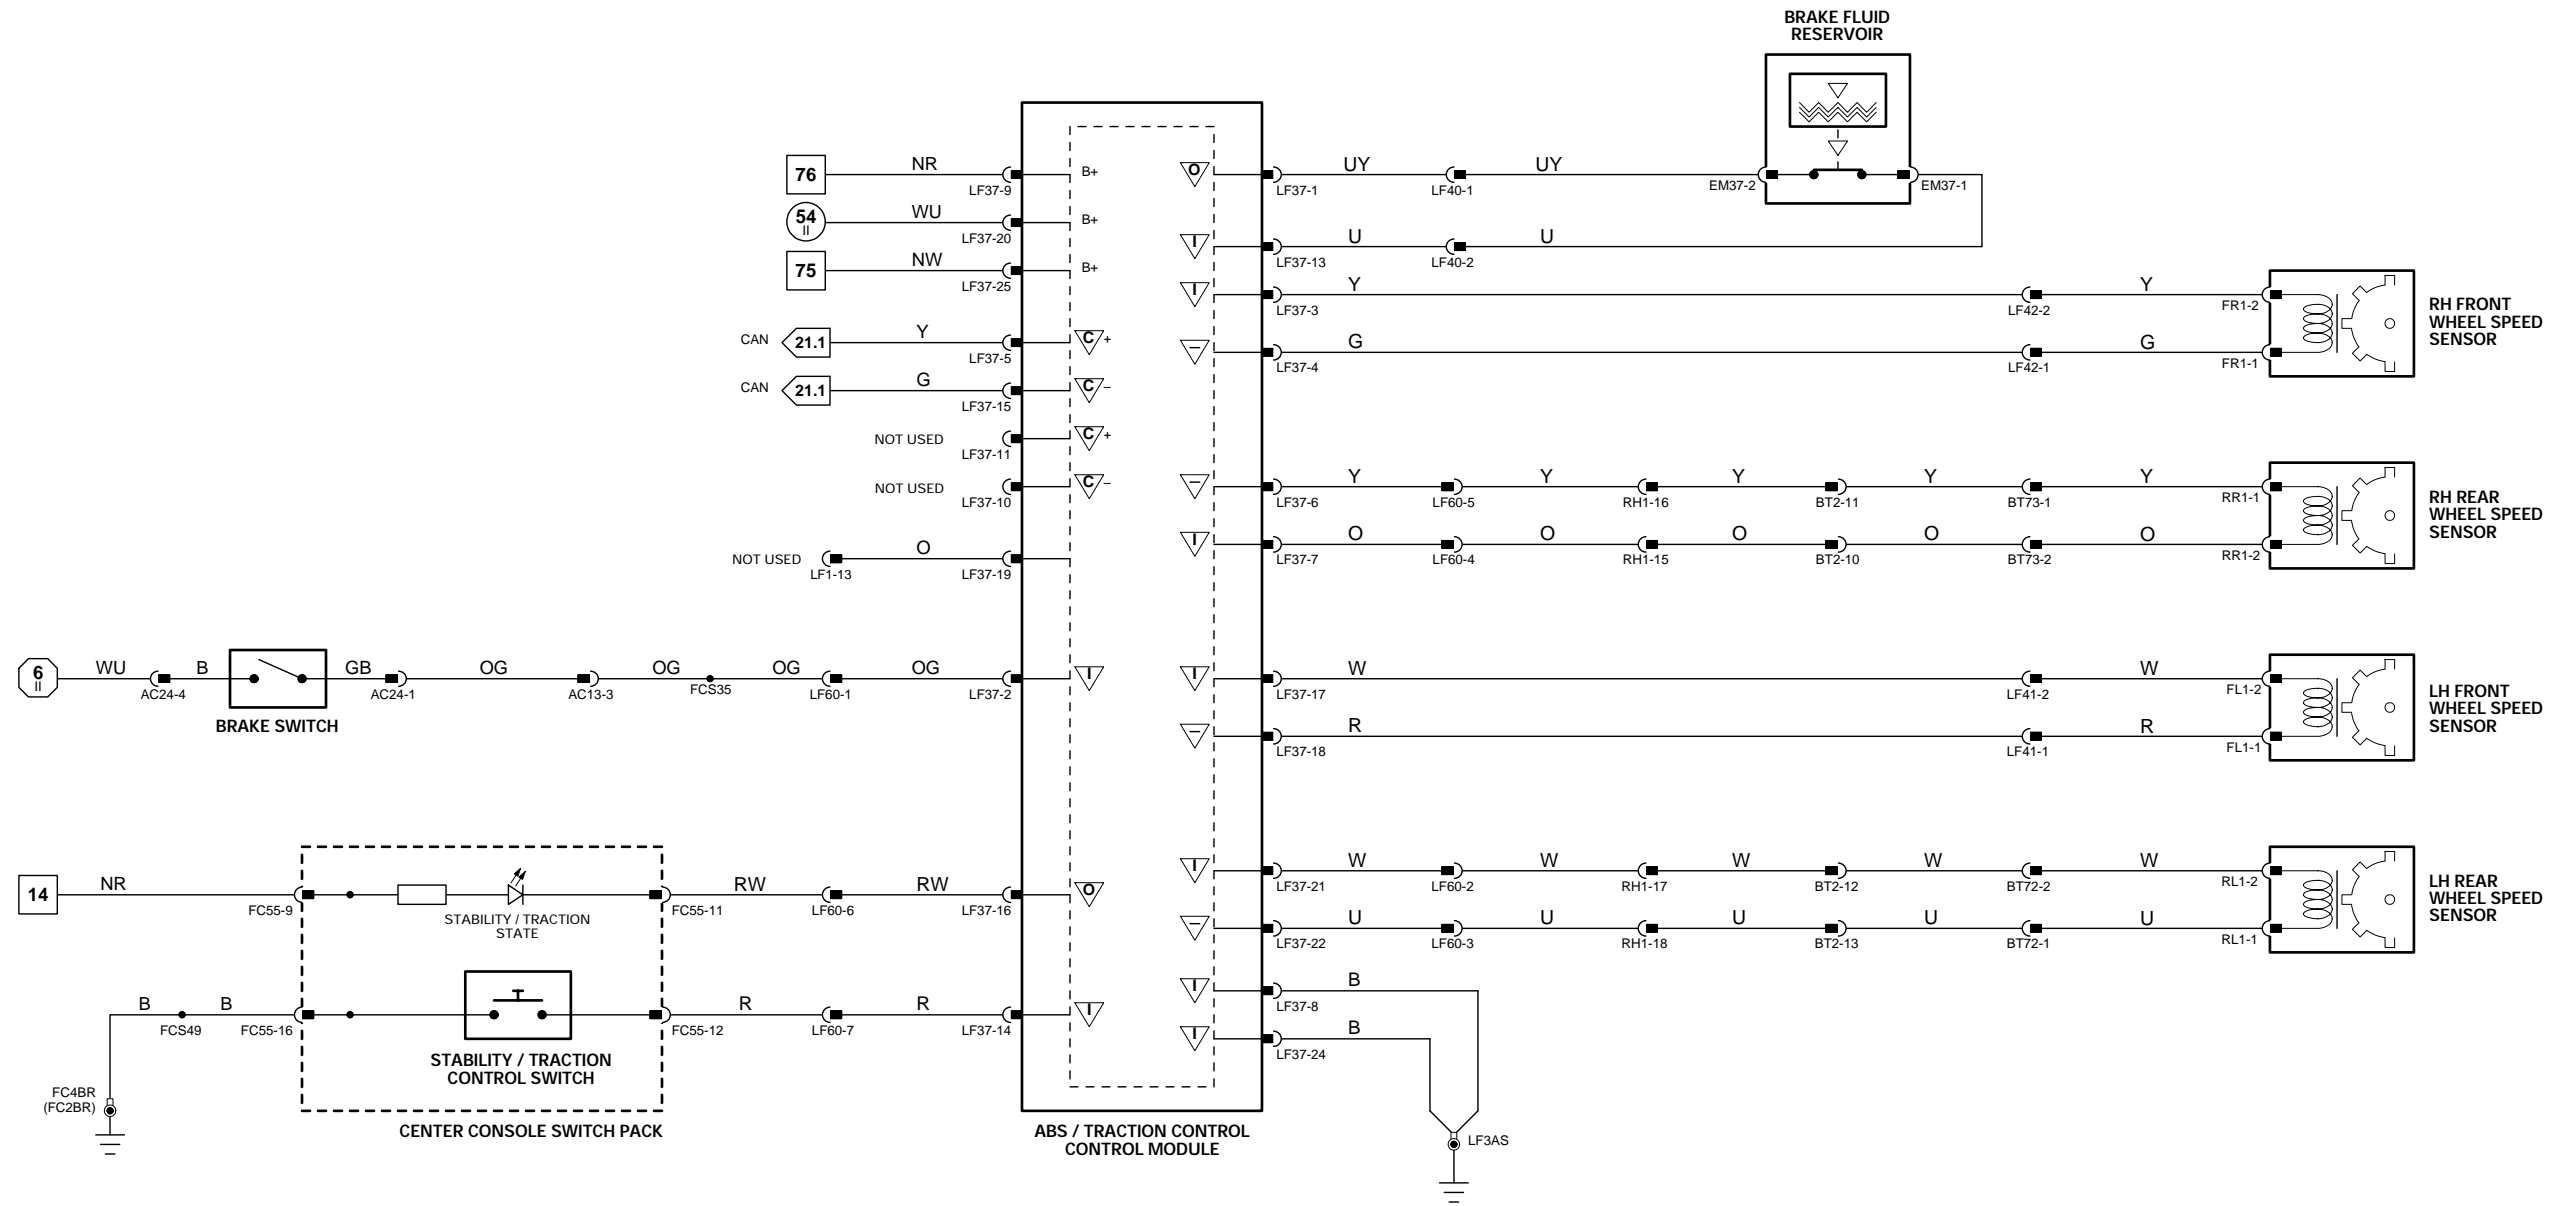 BRAKE FLUID
RESERVOIR
76
NR
LF37-9
B+
O
LF37-1
UY
LF40-1
UY
EM37-2
EM37-1
54
II
WU
LF37-20
B+
I
LF37-13
U
LF40-2
U
75
NW
LF37-25
B+
I
LF37-3
Y
LF42-2
Y
FR1-2
RH FRONT
WHEEL SPEED
SENSOR
CAN
21.1
Y
LF37-5
C +
–
LF37-4
G
LF42-1
G
FR1-1
CAN
21.1
G
LF37-15
C –
NOT USED
LF37-11
C +
NOT USED
LF37-10
C –
–
LF37-6
Y
LF60-5
Y
RH1-16
Y
BT2-11
Y
BT73-1
Y
RR1-1
RH REAR
WHEEL SPEED
SENSOR
I
LF37-7
O
LF60-4
O
RH1-15
O
BT2-10
O
BT73-2
O
RR1-2
NOT USED
LF1-13
O
LF37-19
6
II
WU
AC24-4
B
BRAKE SWITCH
GB
AC24-1
OG
AC13-3
OG
FCS35
OG
LF60-1
OG
LF37-2
I
I
LF37-17
W
LF41-2
W
FL1-2
LH FRONT
WHEEL SPEED
SENSOR
–
LF37-18
R
LF41-1
R
FL1-1
14
NR
FC55-9
STABILITY / TRACTION
STATE
FC55-11
RW
LF60-6
RW
LF37-16
O
I
LF37-21
W
LF60-2
W
RH1-17
W
BT2-12
W
BT72-2
W
RL1-2
LH REAR
WHEEL SPEED
SENSOR
–
LF37-22
U
LF60-3
U
RH1-18
U
BT2-13
U
BT72-1
U
RL1-1
B
FCS49
B
FC55-16
STABILITY / TRACTION
CONTROL SWITCH
FC55-12
R
LF60-7
R
LF37-14
I
I
LF37-8
B
I
LF37-24
B
FC4BR
(FC2BR)
CENTER CONSOLE SWITCH PACK
ABS / TRACTION CONTROL
CONTROL MODULE
LF3AS